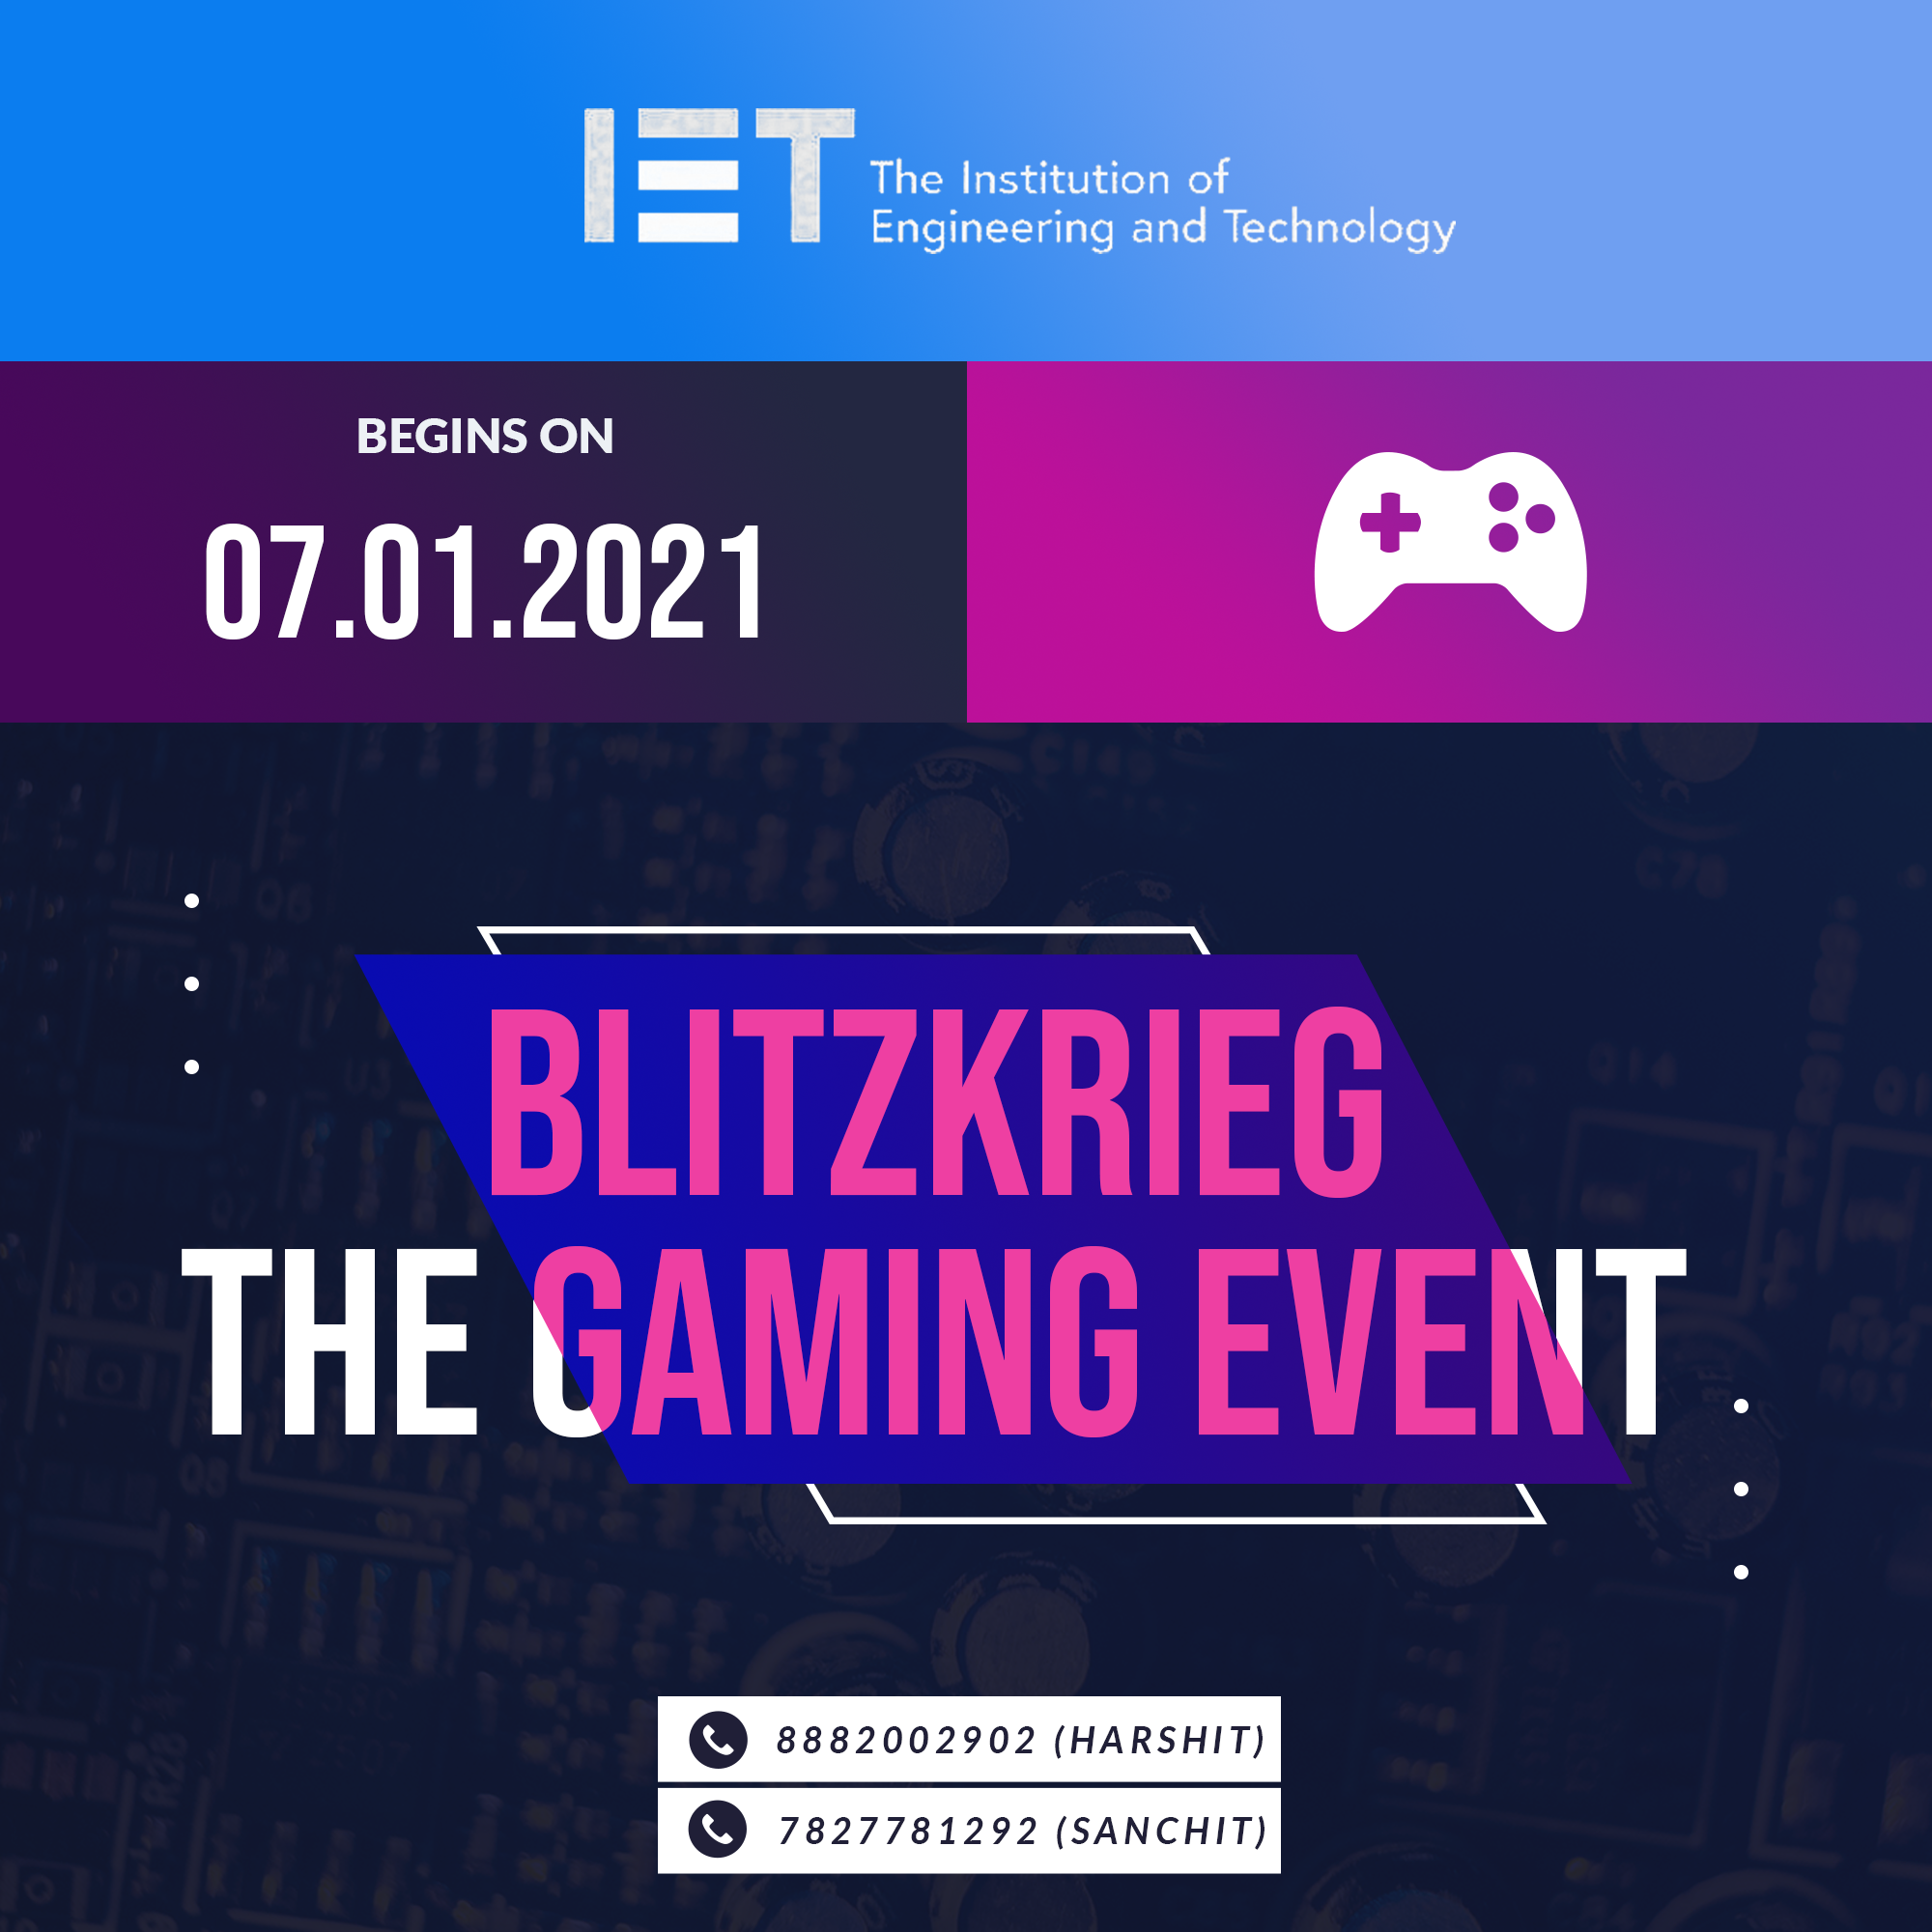 IET The Institution of
Engineering and Technology
BEGINS ON
07.01.2021
BLITZKRIEG
THE GAMING EVENT
8882002902 (HARSHIT)
7827781292 (SANCHIT)